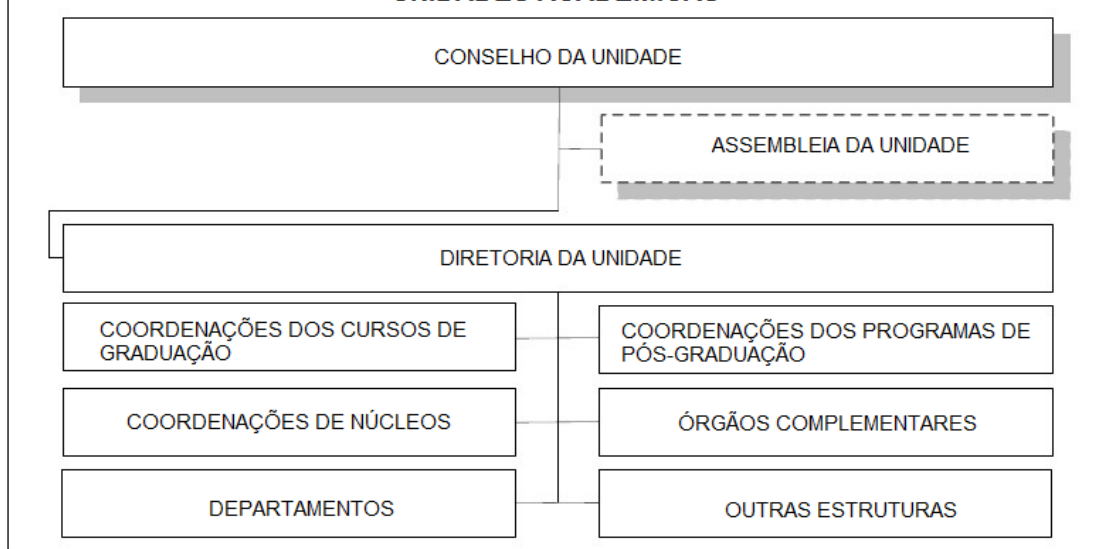 CONSELHO DA UNIDADE
ASSEMBLEIA DA UNIDADE
DIRETORIA DA UNIDADE
COORDENAÇÕES DOS CURSOS DE
GRADUAÇÃO
COORDENAÇÕES DOS PROGRAMAS DE
PÓS-GRADUAÇÃO
COORDENAÇÕES DE NÚCLEOS
ÓRGÃOS COMPLEMENTARES
DEPARTAMENTOS
OUTRAS ESTRUTURAS